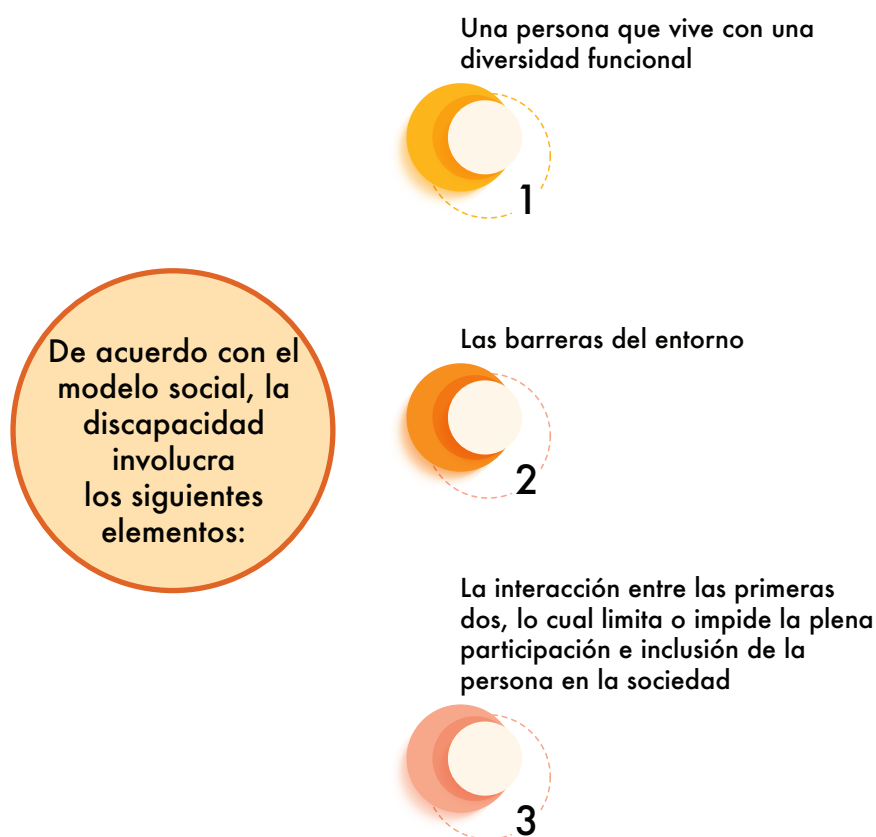 De acuerdo con el
modelo social, la
discapacidad
involucra
los siguientes
elementos:
Una persona que vive con una
diversidad funcional
1
Las barreras del entorno
2
La interacción entre las primeras
dos, lo cual limita o impide la plena
participación e inclusión de la
persona en la sociedad
3